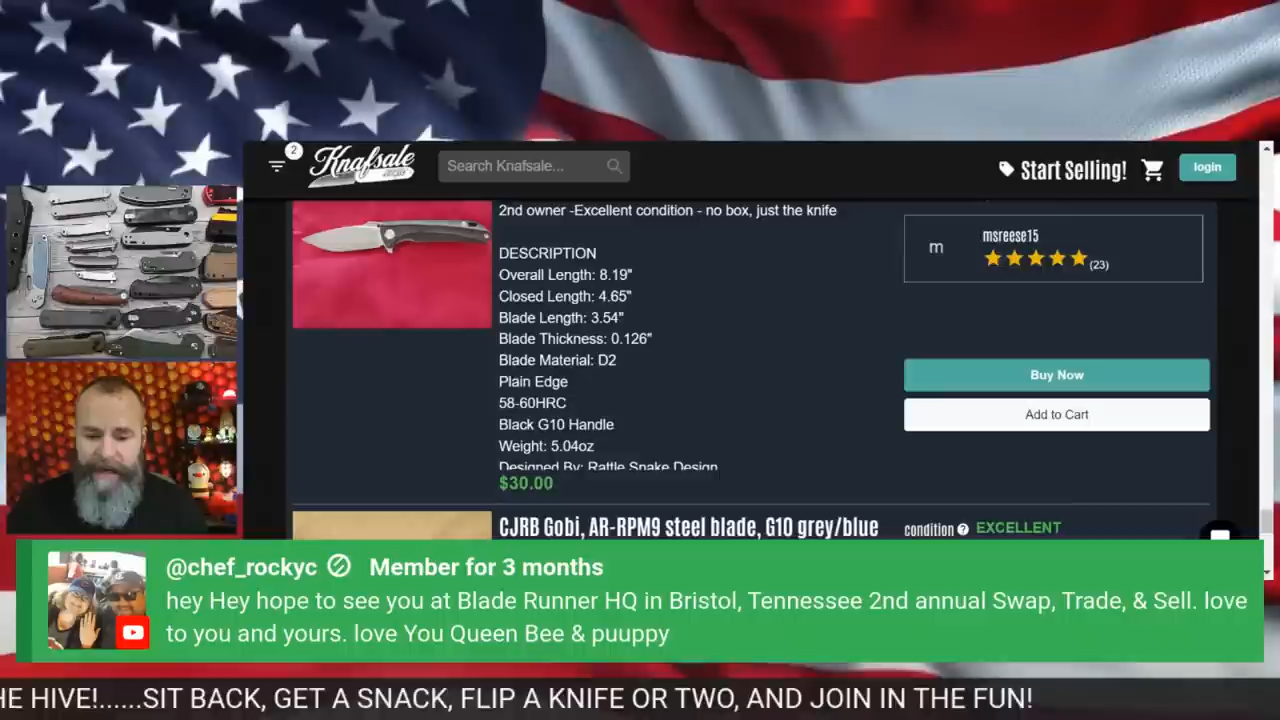 2
Knafsale
Search Knafsale...
Start Selling!
login
2nd owner -Excellent condition - no box, just the knife
DESCRIPTION
Overall Length: 8.19"
Closed Length: 4.65"
Blade Length: 3.54"
Blade Thickness: 0.126"
Blade Material: D2
Plain Edge
58-60HRC
Black G10 Handle
Weight: 5.04oz
Designed By: Rattle Snake Design
$30.00
m
msreese15
(23)
Buy Now
Add to Cart
CJRB Gobi, AR-RPM9 steel blade, G10 grey/blue
condition
EXCELLENT
@chef_rockyc Member for 3 months
hey Hey hope to see you at Blade Runner HQ in Bristol, Tennessee 2nd annual Swap, Trade, & Sell. love
to you and yours. love You Queen Bee & puuppy
HE HIVE!......SIT BACK, GET A SNACK, FLIP A KNIFE OR TWO, AND JOIN IN THE FUN!